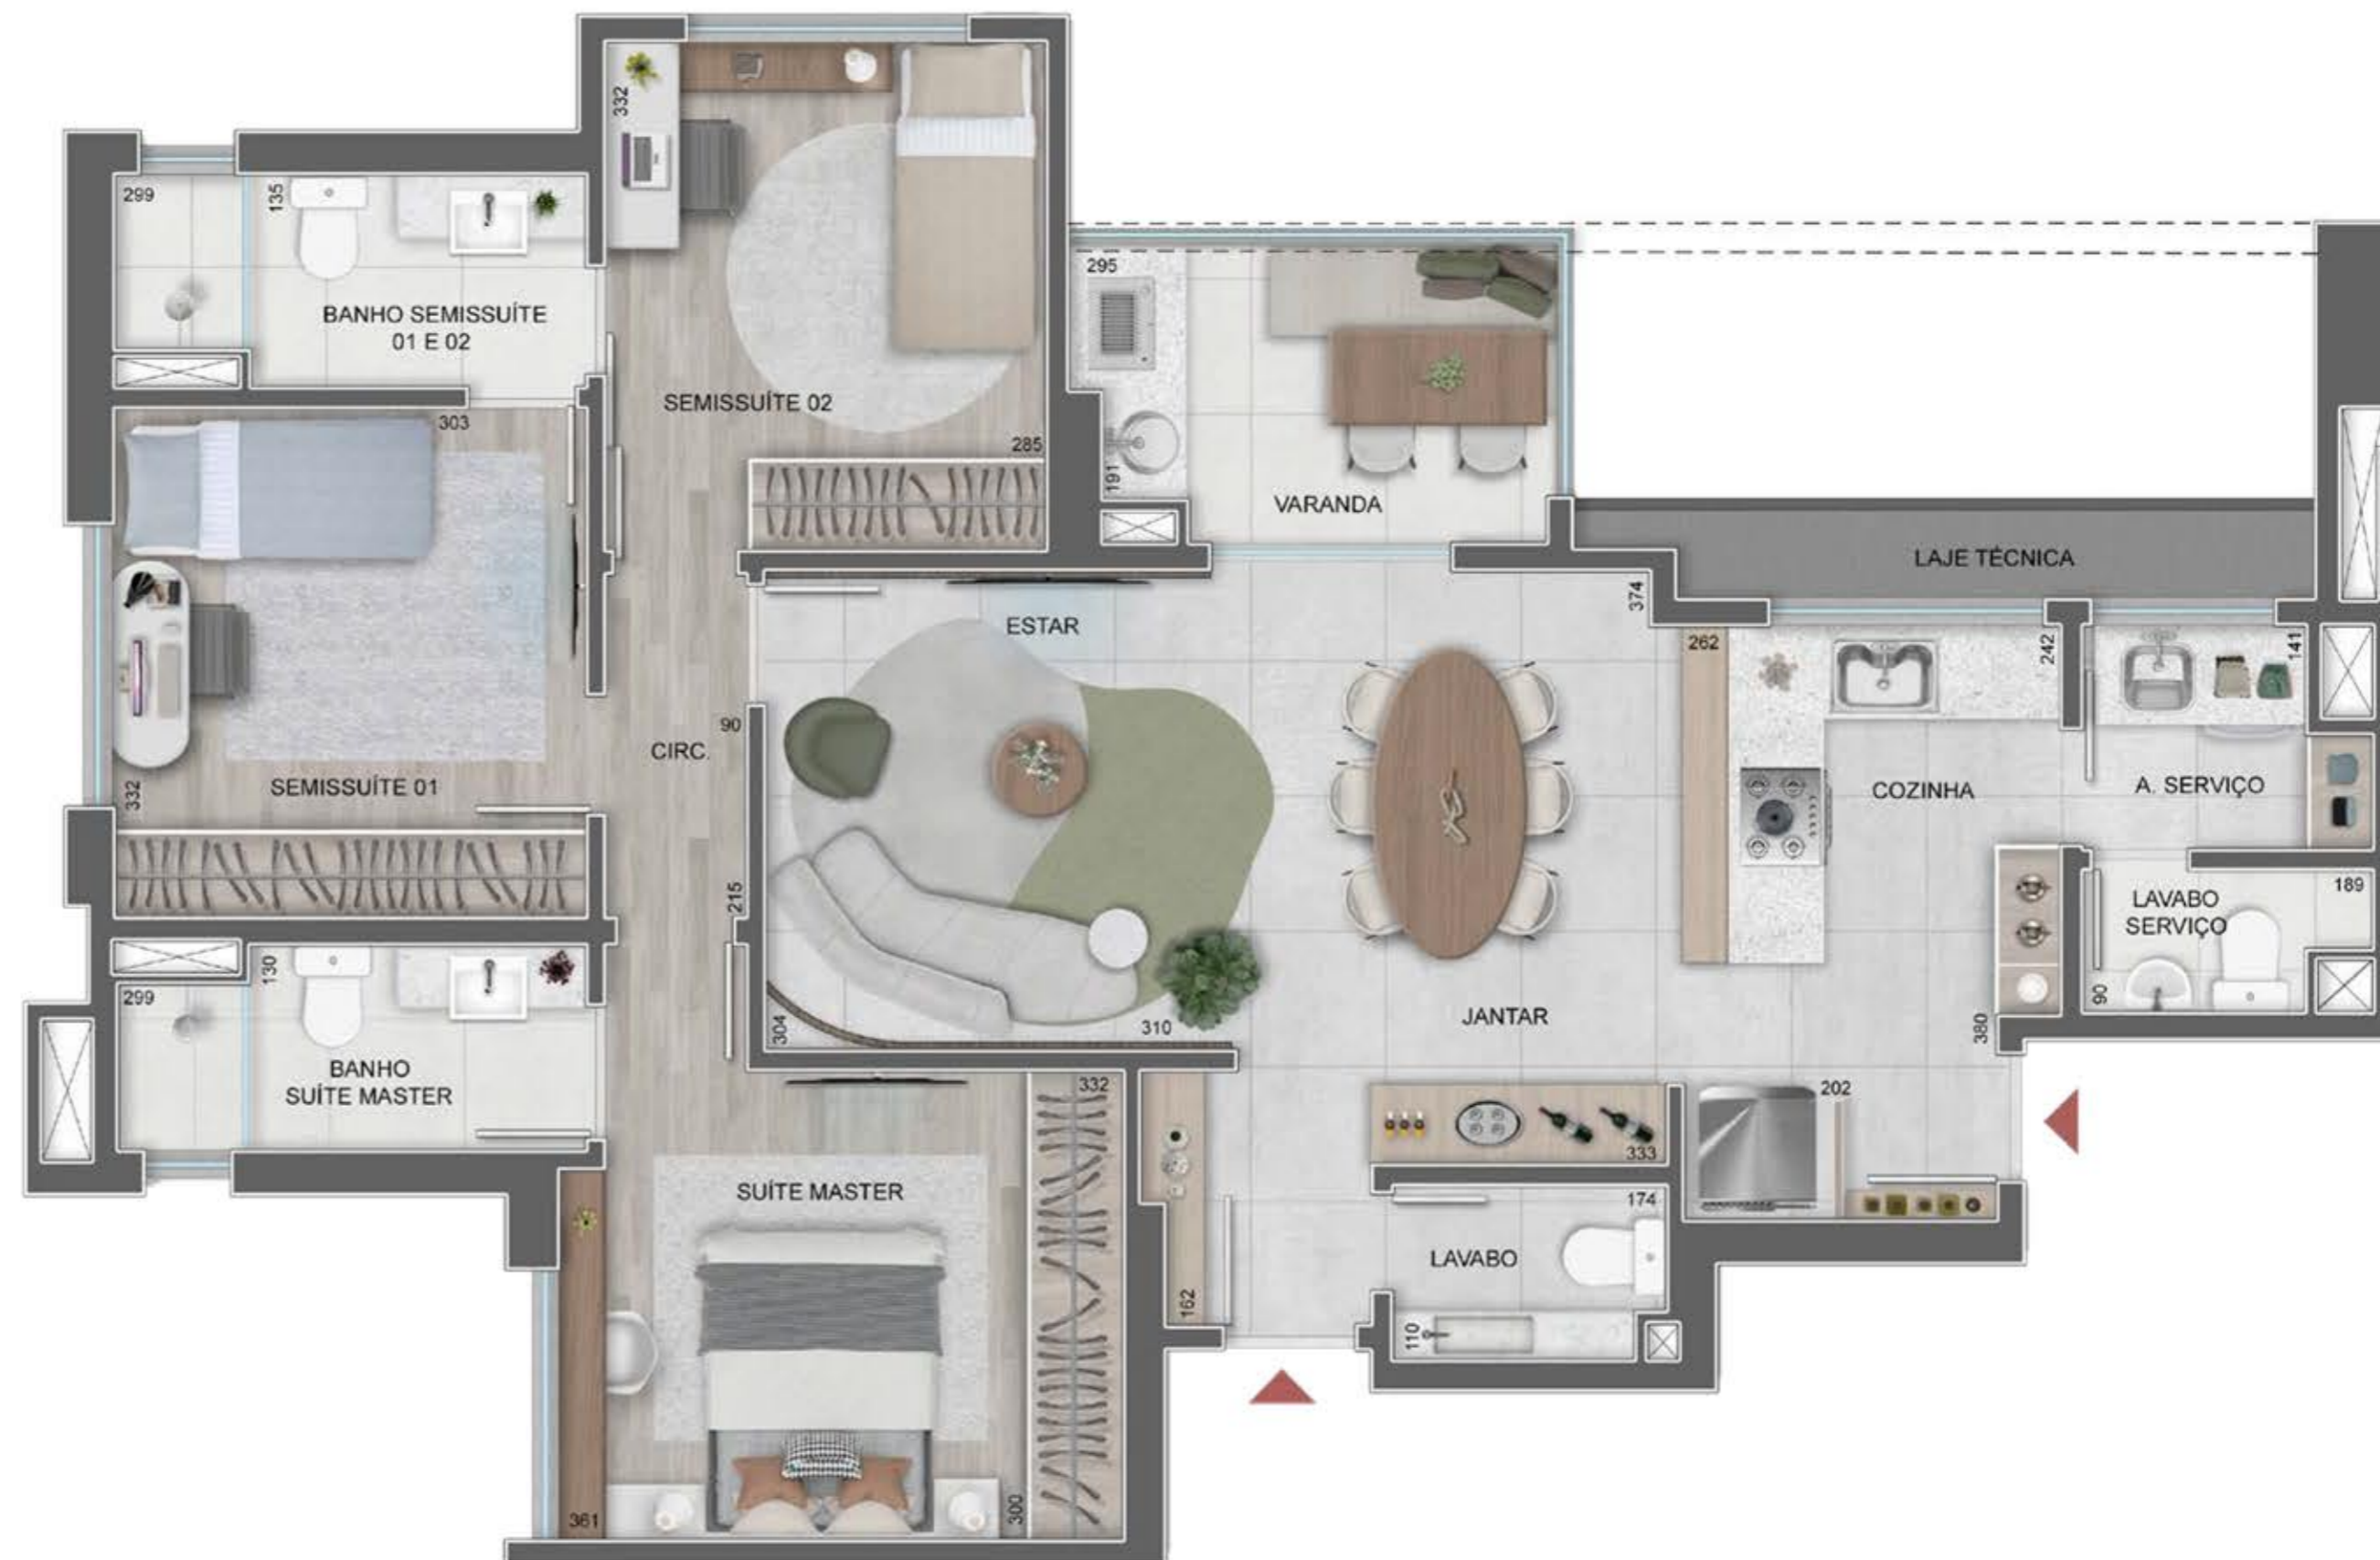 332
299
135
BANHO SEMISSUÍTE
01 E 02
SEMISSUÍTE 02
285
303
295
191
VARANDA
LAJE TÉCNICA
ESTAR
374
262
242
141
90
CIRC.
SEMISSUÍTE 01
332
COZINHA
A. SERVIÇO
215
LAVABO
SERVIÇO
189
90
130
299
BANHO
SUÍTE MASTER
304
310
JANTAR
380
332
202
333
SUÍTE MASTER
174
LAVABO
162
110
361
300